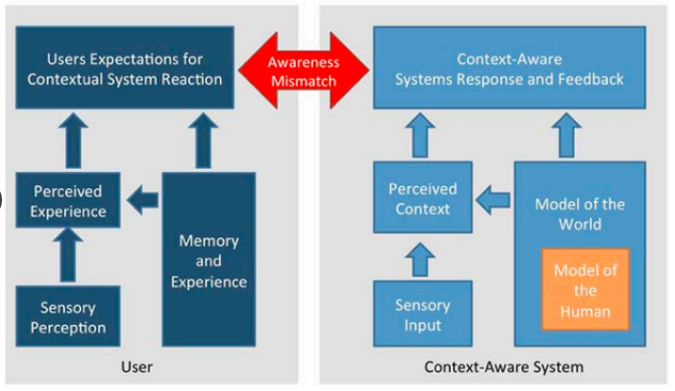 Users Expectations for
Contextual System Reaction
Awareness
Mismatch
Context-Aware
Systems Response and Feedback
Perceived
Experience
Memory
and
Experience
Sensory
Perception
User
Perceived
Context
Model of the
World
Model of
the
Human
Sensory
Input
Context-Aware System